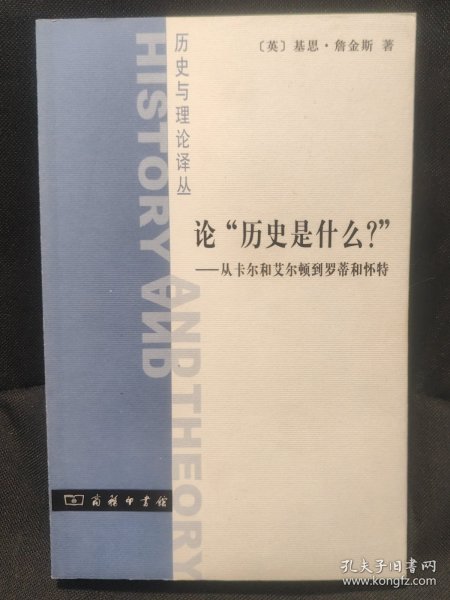 〔英〕基思·詹金斯 著
历史与理论译丛
HISTORY AND THEORY
论“历史是什么?”
——从卡尔和艾尔顿到罗蒂和怀特
商务印书馆
孔夫子旧书网
www.kongfz.com